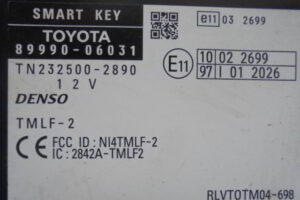 SMART KEY
e11 03 2699
TOYOTA
89990-06031
E11
10 02 2699
97 I 01 2026
TN232500-2890
12V
DENSO
TMLF-2
CE FCC ID : NI4TMLF-2
IC : 2842A-TMLF2
RLVTOTM04-698